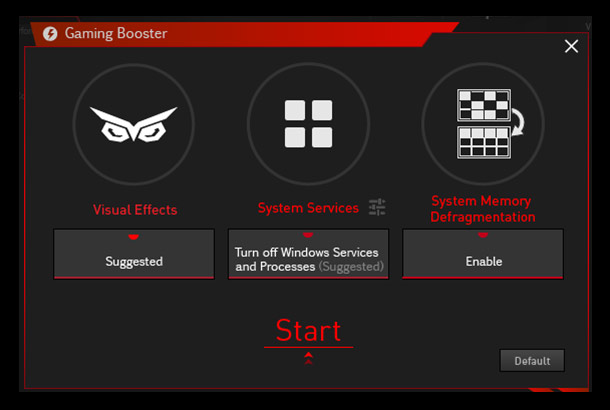 Gaming Booster
Visual Effects
System Services
System Memory
Defragmentation
Suggested
Turn off Windows Services
and Processes (Suggested)
Enable
Start
Default